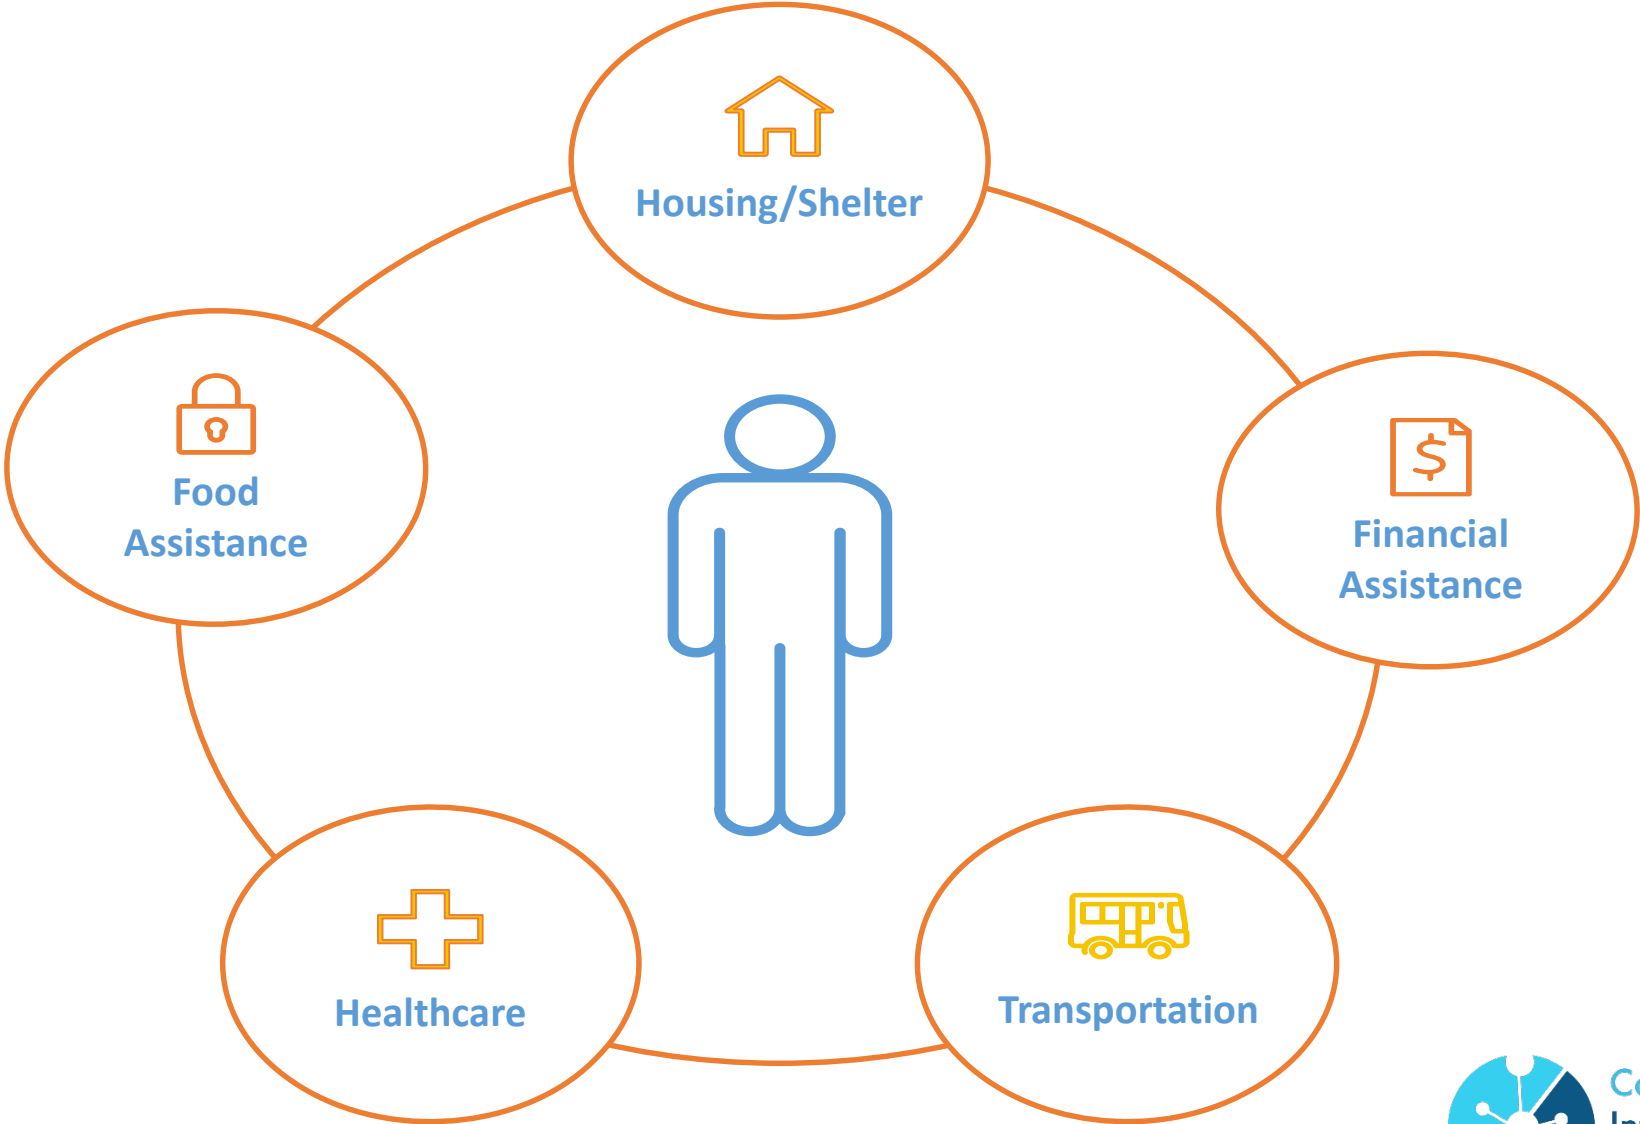 Housing/Shelter
Food
Assistance
$
Financial
Assistance
Healthcare
Transportation